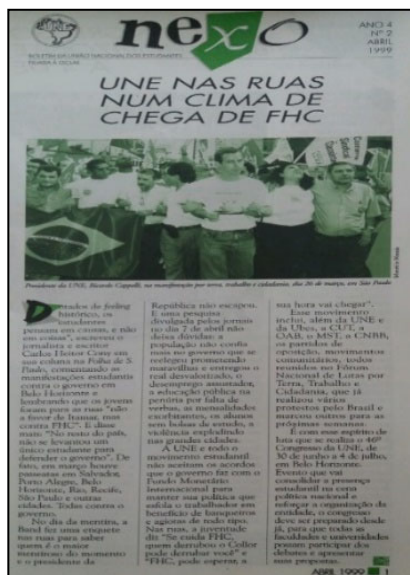 nexo
ANO 4
Nº 2
ABRIL
1999
BOLETIM DA UNIÃO NACIONAL DOS ESTUDANTES
UNE NAS RUAS
NUM CLIMA DE
CHEGA DE FHC
Presidente da UNE, Ricardo Cappelli, na manifestação por terra, trabalho e cidadania, dia 26 de março, em São Paulo
Dotados de feeling
histórico, os
estudantes
pensam em causas, e não
em coisas", escreveu o
jornalista e escritor
Carlos Heitor Cony em
sua coluna na Folha de S.
Paulo, comentando as
manifestações estudantis
contra o governo em
Belo Horizonte e
lembrando que os jovens
foram para as ruas "não
a favor de Itamar, mas
contra FHC". E disse
mais: "No resto do país,
não se levantou um
único estudante para
defender o governo". De
fato, em março houve
passeatas em Salvador,
Porto Alegre, Belo
Horizonte, Rio, Recife,
São Paulo e outras
cidades. Todas contra o
governo.
No dia da mentira, a
Band fez uma enquete
nas ruas para saber
quem é o maior
mentiroso do momento
e o presidente da
República não escapou.
E uma pesquisa
divulgada pelos jornais
no dia 7 de abril não
deixa dúvidas: a
população não confia
mais no governo que se
reelegeu prometendo
maravilhas e entregou o
real desvalorizado, o
desemprego assustador,
a educação pública na
penúria por falta de
verbas, as mensalidades
exorbitantes, os alunos
sem bolsas de estudo, a
violência explodindo
nas grandes cidades.
A UNE e todo o
movimento estudantil
não aceitam os acordos
que o governo faz com o
Fundo Monetário
Internacional para
manter sua política que
esfola o trabalhador em
benefício de banqueiros
e agiotas de todo tipo.
Nas ruas, a juventude
diz "Se cuida FHC,
quem derrubou o Collor
pode derrubar você" e
"FHC, pode esperar, a
sua hora vai chegar".
Esse movimento
inclui, além da UNE e
da Ubes, a CUT, a
OAB, o MST, a CNBB,
os partidos de
oposição, movimentos
comunitários, todos
reunidos no Fórum
Nacional de Lutas por
Terra, Trabalho e
Cidadania, que já
realizou vários
protestos pelo Brasil e
marcou outros para as
próximas semanas.
É com esse espírito de
luta que se realiza o 46º
Congresso da UNE, de
30 de junho a 4 de julho,
em Belo Horizonte.
Evento que vai
consolidar a presença
estudantil na cena
política nacional e
reforçar a organização da
entidade, o congresso
deve ser preparado desde
já, para que todas as
faculdades e universidades
possam participar dos
debates e apresentar
suas propostas.
ABRIL 1999 1